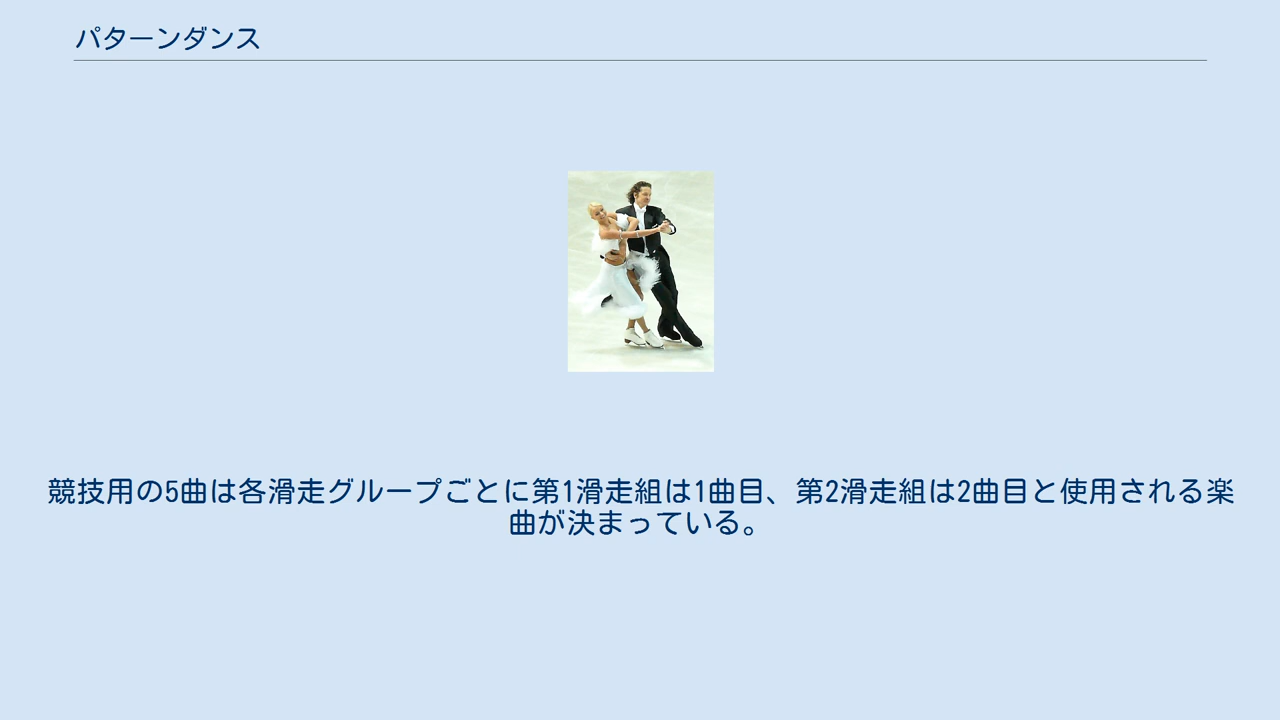 パターンダンス
競技用の5曲は各滑走グループごとに第1滑走組は1曲目、第2滑走組は2曲目と使用される楽
曲が決まっている。